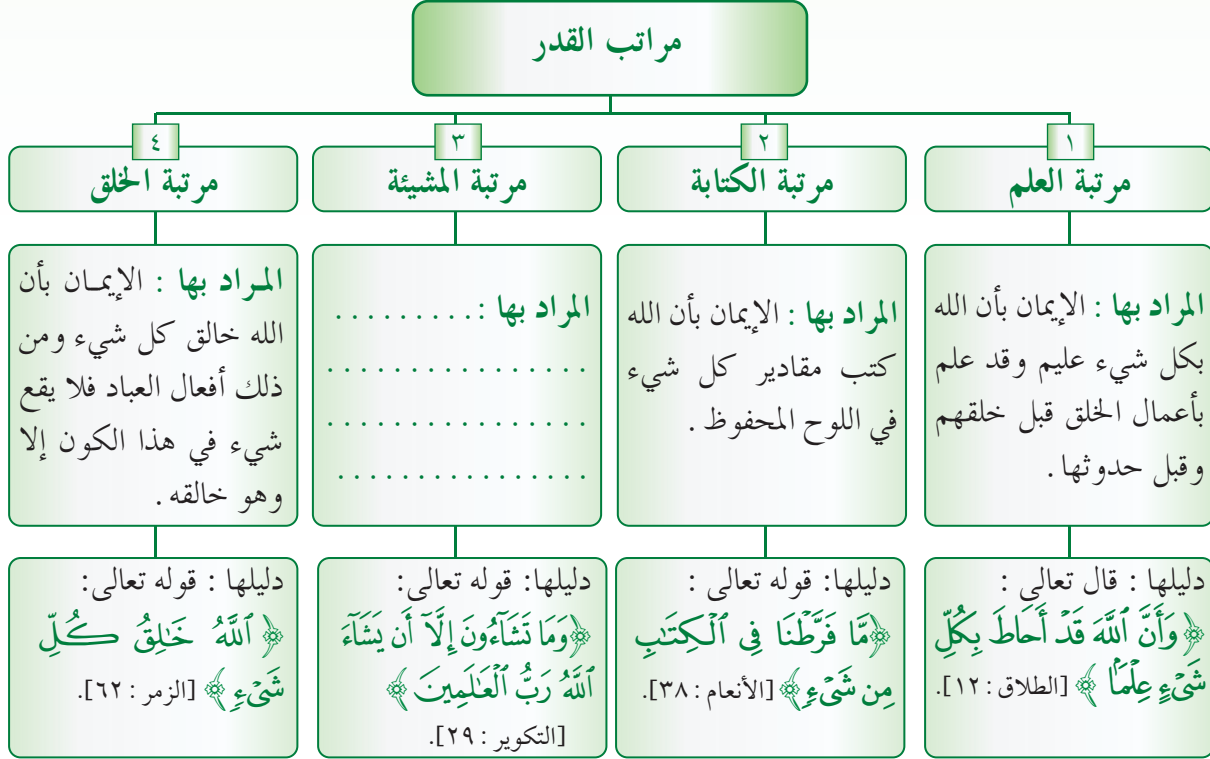 مراتب القدر
١
مرتبة العلم
المراد بها : الإيمان بأن الله
بكل شيء عليم وقد علم
بأعمال الخلق قبل خلقهم
وقبل حدوثها .
دليلها : قال تعالى :
﴿وَأَنَّ ٱللَّهَ قَدۡ أَحَاطَ بِكُلِّ
شَيۡءٍ عِلۡمَۢا﴾ [الطلاق : ١٢].
٢
مرتبة الكتابة
المراد بها : الإيمان بأن الله
كتب مقادير كل شيء
في اللوح المحفوظ .
دليلها: قوله تعالى :
﴿مَّا فَرَّطۡنَا فِي ٱلۡكِتَٰبِ
مِن شَيۡءٖ﴾ [الأنعام : ٣٨].
٣
مرتبة المشيئة
المراد بها : . . . . . . . . .
. . . . . . . . . . . . . . . .
. . . . . . . . . . . . . . . .
. . . . . . . . . . . . . . . .
دليلها: قوله تعالى:
﴿وَمَا تَشَآءُونَ إِلَّآ أَن يَشَآءَ
ٱللَّهُ رَبُّ ٱلۡعَٰلَمِينَ﴾
[التكوير : ٢٩].
٤
مرتبة الخلق
المراد بها : الإيمان بأن
الله خالق كل شيء ومن
ذلك أفعال العباد فلا يقع
شيء في هذا الكون إلا
وهو خالقه .
دليلها : قوله تعالى:
﴿ٱللَّهُ خَٰلِقُ كُلِّ
شَيۡءٖ﴾ [الزمر : ٦٢].